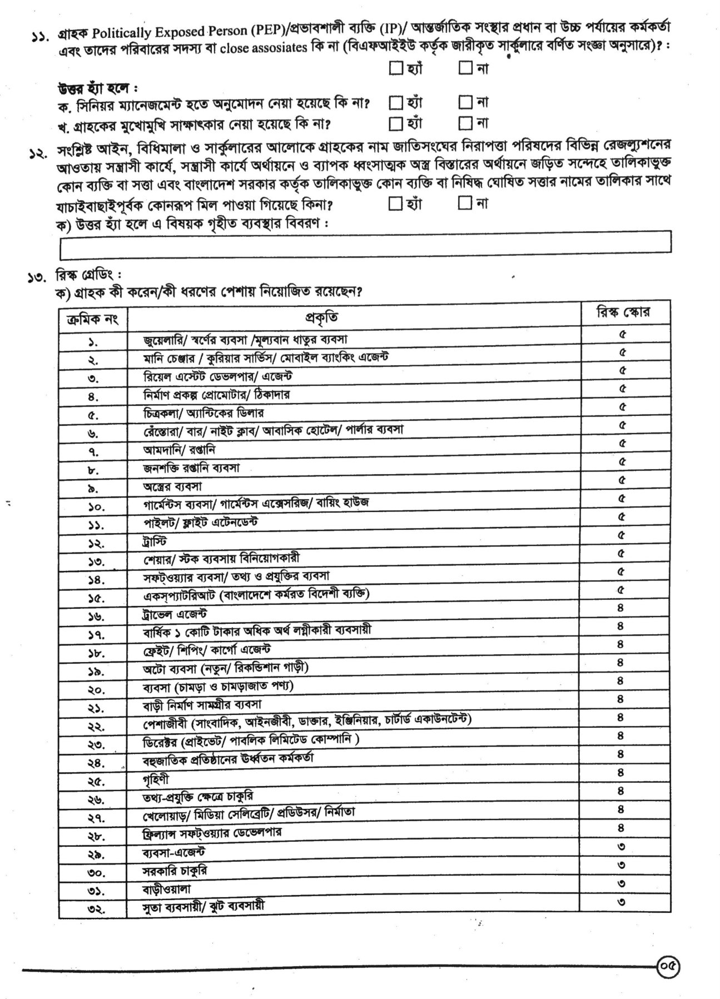 ১১. গ্রাহক Politically Exposed Person (PEP)/প্রভাবশালী ব্যক্তি (IP)/ আন্তর্জাতিক সংস্থার প্রধান বা উচ্চ পর্যায়ের কর্মকর্তা
এবং তাদের পরিবারের সদস্য বা close assosiates কি না (বিএফআইইউ কর্তৃক জারীকৃত সার্কুলারে বর্ণিত সংজ্ঞা অনুসারে)? :
☐ হ্যাঁ ☐ না
উত্তর হ্যাঁ হলে :
ক. সিনিয়র ম্যানেজমেন্ট হতে অনুমোদন নেয়া হয়েছে কি না? ☐ হ্যাঁ ☐ না
খ. গ্রাহকের মুখোমুখি সাক্ষাৎকার নেয়া হয়েছে কি না? ☐ হ্যাঁ ☐ না
১২. সংশ্লিষ্ট আইন, বিধিমালা ও সার্কুলারের আলোকে গ্রাহকের নাম জাতিসংঘের নিরাপত্তা পরিষদের বিভিন্ন রেজল্যুশনের
আওতায় সন্ত্রাসী কার্যে, সন্ত্রাসী কার্যে অর্থায়নে ও ব্যাপক ধ্বংসাত্মক অস্ত্র বিস্তারের অর্থায়নে জড়িত সন্দেহে তালিকাভুক্ত
কোন ব্যক্তি বা সত্তা এবং বাংলাদেশ সরকার কর্তৃক তালিকাভুক্ত কোন ব্যক্তি বা নিষিদ্ধ ঘোষিত সত্তার নামের তালিকার সাথে
যাচাইবাছাইপূর্বক কোনরূপ মিল পাওয়া গিয়েছে কিনা? ☐ হ্যাঁ ☐ না
ক) উত্তর হ্যাঁ হলে এ বিষয়ক গৃহীত ব্যবস্থার বিবরণ :
১৩. রিস্ক গ্রেডিং :
ক) গ্রাহক কী করেন/কী ধরণের পেশায় নিয়োজিত রয়েছেন?
ক্রমিক নং প্রকৃতি রিস্ক স্কোর
১. জুয়েলারি/ স্বর্ণের ব্যবসা /মূল্যবান ধাতুর ব্যবসা ৫
২. মানি চেঞ্জার / কুরিয়ার সার্ভিস/ মোবাইল ব্যাংকিং এজেন্ট ৫
৩. রিয়েল এস্টেট ডেভলপার/ এজেন্ট ৫
৪. নির্মাণ প্রকল্প প্রোমোটার/ ঠিকাদার ৫
৫. চিত্রকলা/ অ্যান্টিকের ডিলার ৫
৬. রেঁস্তোরা/ বার/ নাইট ক্লাব/ আবাসিক হোটেল/ পার্লার ব্যবসা ৫
৭. আমদানি/ রপ্তানি ৫
৮. জনশক্তি রপ্তানি ব্যবসা ৫
৯. অস্ত্রের ব্যবসা ৫
১০. গার্মেন্টস ব্যবসা/ গার্মেন্টস এক্সেসরিজ/ বায়িং হাউজ ৫
১১. পাইলট/ ফ্লাইট এটেনডেন্ট ৫
১২. ট্রাস্টি ৫
১৩. শেয়ার/ স্টক ব্যবসায় বিনিয়োগকারী ৫
১৪. সফট্ওয়্যার ব্যবসা/ তথ্য ও প্রযুক্তির ব্যবসা ৫
১৫. একস্প্যাটরিআট (বাংলাদেশে কর্মরত বিদেশী ব্যক্তি) ৫
১৬. ট্রাভেল এজেন্ট ৪
১৭. বার্ষিক ১ কোটি টাকার অধিক অর্থ লগ্নীকারী ব্যবসায়ী ৪
১৮. ফ্রেইট/ শিপিং/ কার্গো এজেন্ট ৪
১৯. অটো ব্যবসা (নতুন/ রিকন্ডিশান গাড়ী) ৪
২০. ব্যবসা (চামড়া ও চামড়াজাত পণ্য) ৪
২১. বাড়ী নির্মাণ সামগ্রীর ব্যবসা ৪
২২. পেশাজীবী (সাংবাদিক, আইনজীবী, ডাক্তার, ইঞ্জিনিয়ার, চার্টার্ড একাউনটেন্ট) ৪
২৩. ডিরেক্টর (প্রাইভেট/ পাবলিক লিমিটেড কোম্পানি ) ৪
২৪. বহুজাতিক প্রতিষ্ঠানের ঊর্ধ্বতন কর্মকর্তা ৪
২৫. গৃহিণী ৪
২৬. তথ্য-প্রযুক্তি ক্ষেত্রে চাকুরি ৪
২৭. খেলোয়াড়/ মিডিয়া সেলিব্রেটি/ প্রডিউসর/ নির্মাতা ৪
২৮. ফ্রিল্যান্স সফট্ওয়্যার ডেভেলপার ৪
২৯. ব্যবসা-এজেন্ট ৩
৩০. সরকারি চাকুরি ৩
৩১. বাড়ীওয়ালা ৩
৩২. সুতা ব্যবসায়ী/ ঝুট ব্যবসায়ী ৩
০৫